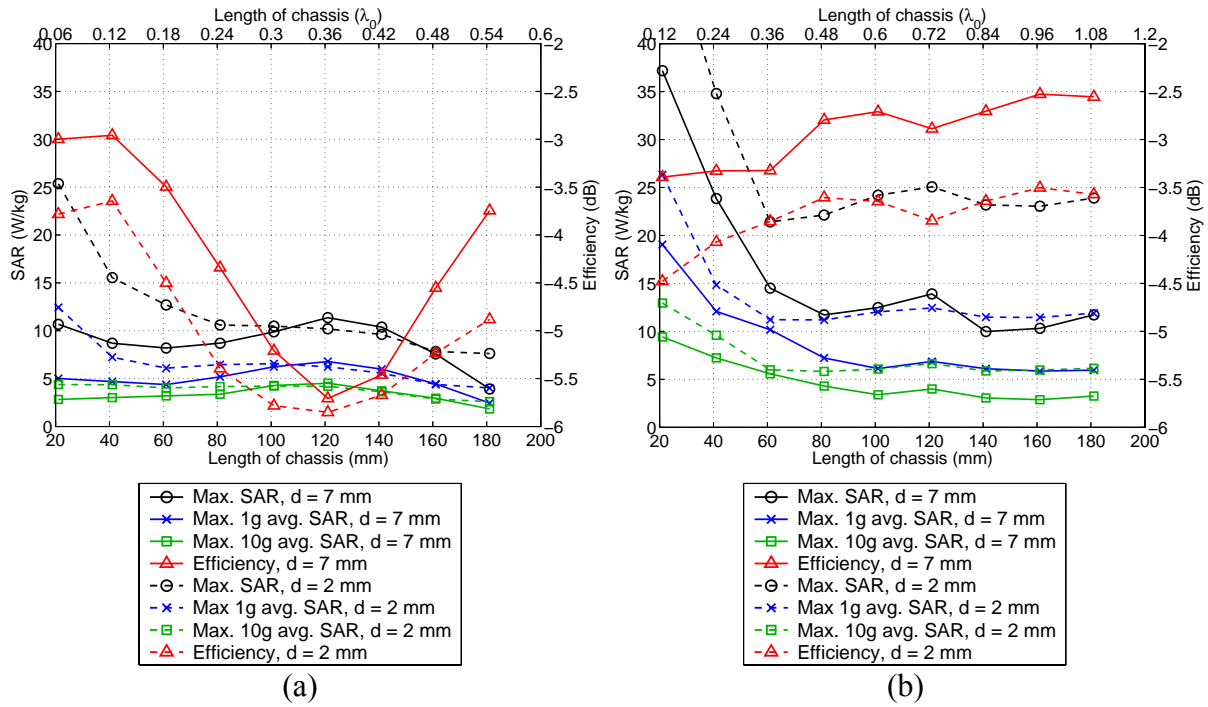 Length of chassis (λ0)
0.06 0.12 0.18 0.24 0.3 0.36 0.42 0.48 0.54 0.6
40 35 30 25 20 15 10 5 0
SAR (W/kg)
−2 −2.5 −3 −3.5 −4 −4.5 −5 −5.5 −6
Efficiency (dB)
20 40 60 80 100 120 140 160 180 200
Length of chassis (mm)
Max. SAR, d = 7 mm
Max. 1g avg. SAR, d = 7 mm
Max. 10g avg. SAR, d = 7 mm
Efficiency, d = 7 mm
Max. SAR, d = 2 mm
Max 1g avg. SAR, d = 2 mm
Max. 10g avg. SAR, d = 2 mm
Efficiency, d = 2 mm
(a)
Length of chassis (λ0)
0.12 0.24 0.36 0.48 0.6 0.72 0.84 0.96 1.08 1.2
40 35 30 25 20 15 10 5 0
SAR (W/kg)
−2 −2.5 −3 −3.5 −4 −4.5 −5 −5.5 −6
Efficiency (dB)
20 40 60 80 100 120 140 160 180 200
Length of chassis (mm)
Max. SAR, d = 7 mm
Max. 1g avg. SAR, d = 7 mm
Max. 10g avg. SAR, d = 7 mm
Efficiency, d = 7 mm
Max. SAR, d = 2 mm
Max 1g avg. SAR, d = 2 mm
Max. 10g avg. SAR, d = 2 mm
Efficiency, d = 2 mm
(b)